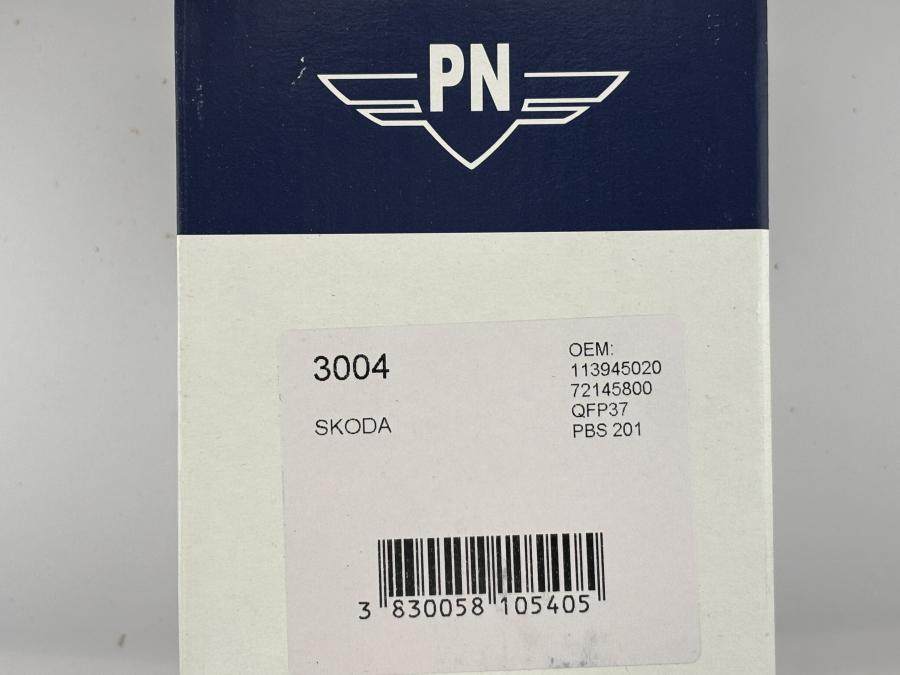 PN
3004
SKODA
OEM:
113945020
72145800
QFP37
PBS 201
3 830058 105405